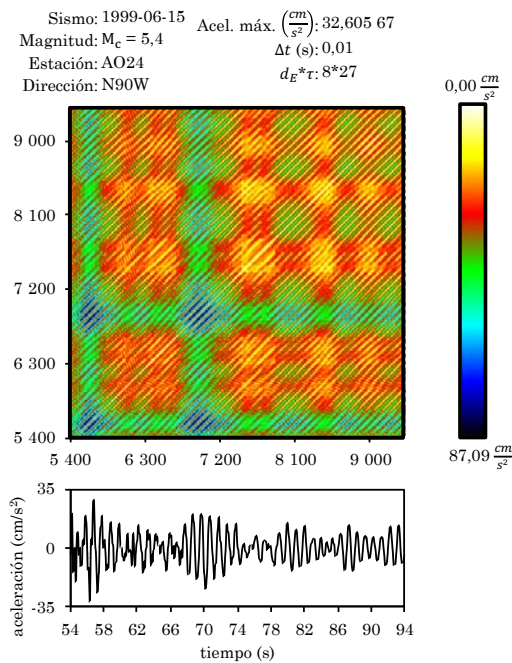 Sismo: 1999-06-15
Magnitud: M_c = 5,4
Estación: AO24
Dirección: N90W
Acel. máx. (cm/s²): 32,605 67
Δt (s): 0,01
d_E*τ: 8*27
0,00 cm/s²
9 000
8 100
7 200
6 300
5 400
5 400 6 300 7 200 8 100 9 000
87,09 cm/s²
35
0
-35
aceleración (cm/s²)
54 58 62 66 70 74 78 82 86 90 94
tiempo (s)